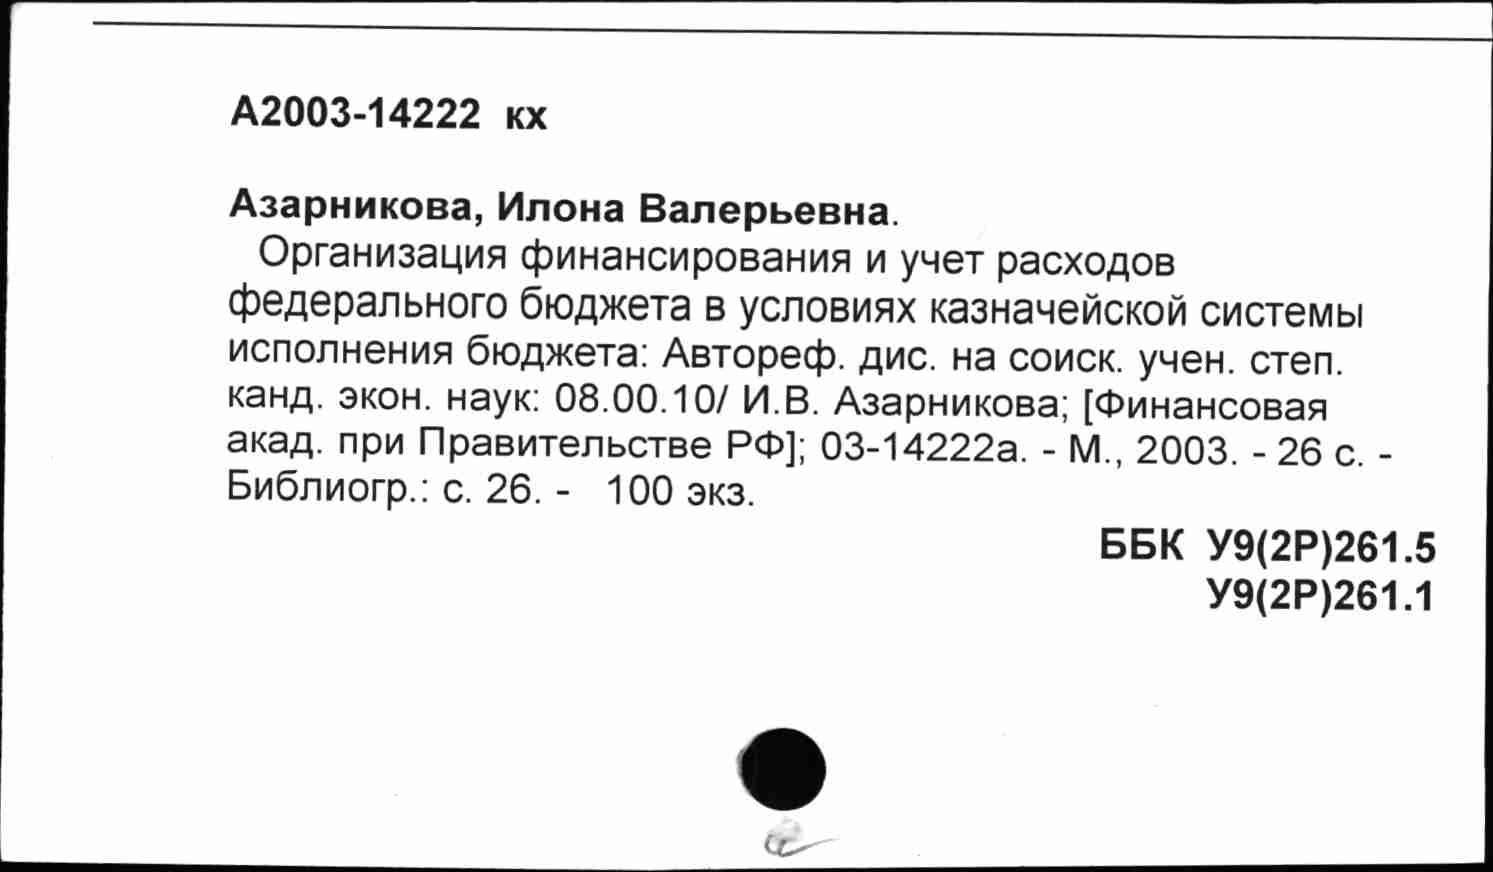 А2003-14222 кх
Азарникова, Илона Валерьевна.
Организация финансирования и учет расходов
федерального бюджета в условиях казначейской системы
исполнения бюджета: Автореф. дис. на соиск. учен. степ.
канд. экон. наук: 08.00.10/ И.В. Азарникова; [Финансовая
акад. при Правительстве РФ]; 03-14222а. - М., 2003. - 26 с. -
Библиогр.: с. 26. - 100 экз.
ББК У9(2Р)261.5
У9(2Р)261.1